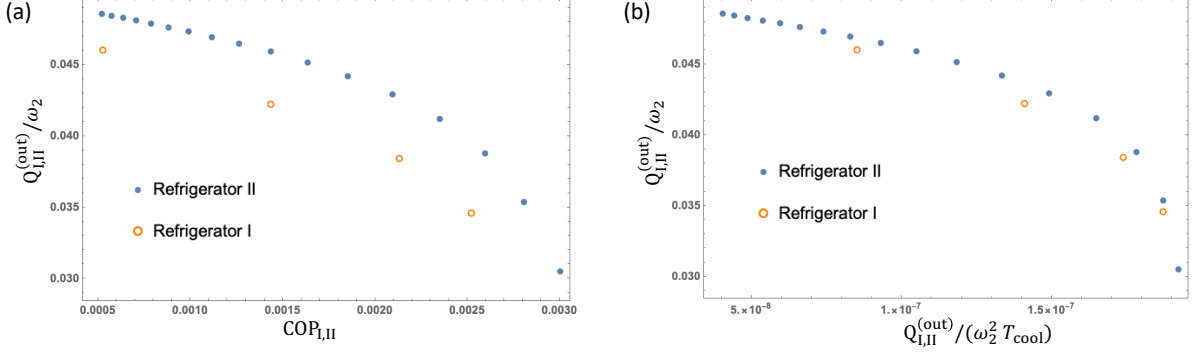 (a)
Q_{I,II}^{(out)}/ω_2
0.045
0.040
0.035
0.030
Refrigerator II
Refrigerator I
0.0005 0.0010 0.0015 0.0020 0.0025 0.0030
COP_{I,II}
(b)
Q_{I,II}^{(out)}/ω_2
0.045
0.040
0.035
0.030
Refrigerator II
Refrigerator I
5.×10^{-8} 1.×10^{-7} 1.5×10^{-7}
Q_{I,II}^{(out)}/(ω_2^2 T_{cool})